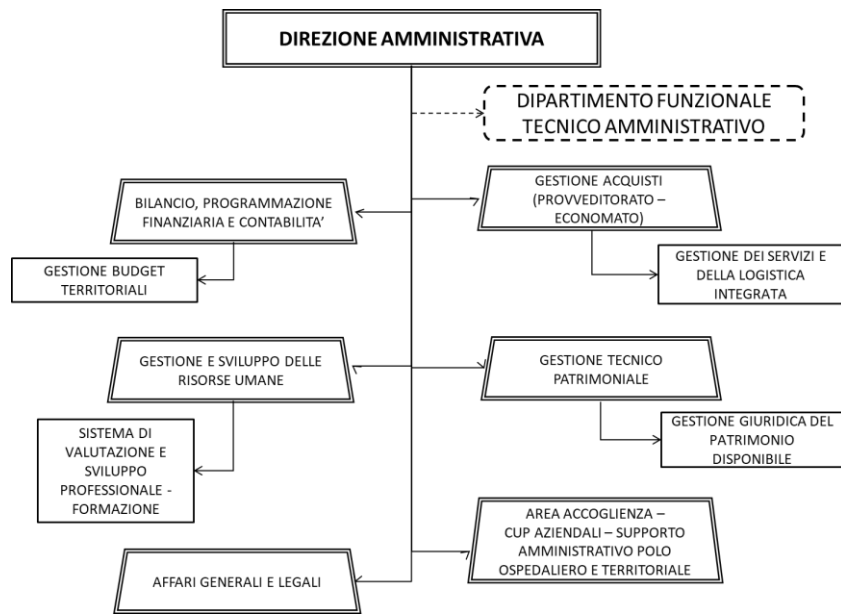 DIREZIONE AMMINISTRATIVA
DIPARTIMENTO FUNZIONALE
TECNICO AMMINISTRATIVO
BILANCIO, PROGRAMMAZIONE
FINANZIARIA E CONTABILITA'
GESTIONE ACQUISTI
(PROVVEDITORATO –
ECONOMATO)
GESTIONE BUDGET
TERRITORIALI
GESTIONE DEI SERVIZI E
DELLA LOGISTICA
INTEGRATA
GESTIONE E SVILUPPO DELLE
RISORSE UMANE
GESTIONE TECNICO
PATRIMONIALE
SISTEMA DI
VALUTAZIONE E
SVILUPPO
PROFESSIONALE -
FORMAZIONE
GESTIONE GIURIDICA DEL
PATRIMONIO
DISPONIBILE
AFFARI GENERALI E LEGALI
AREA ACCOGLIENZA –
CUP AZIENDALI – SUPPORTO
AMMINISTRATIVO POLO
OSPEDALIERO E TERRITORIALE